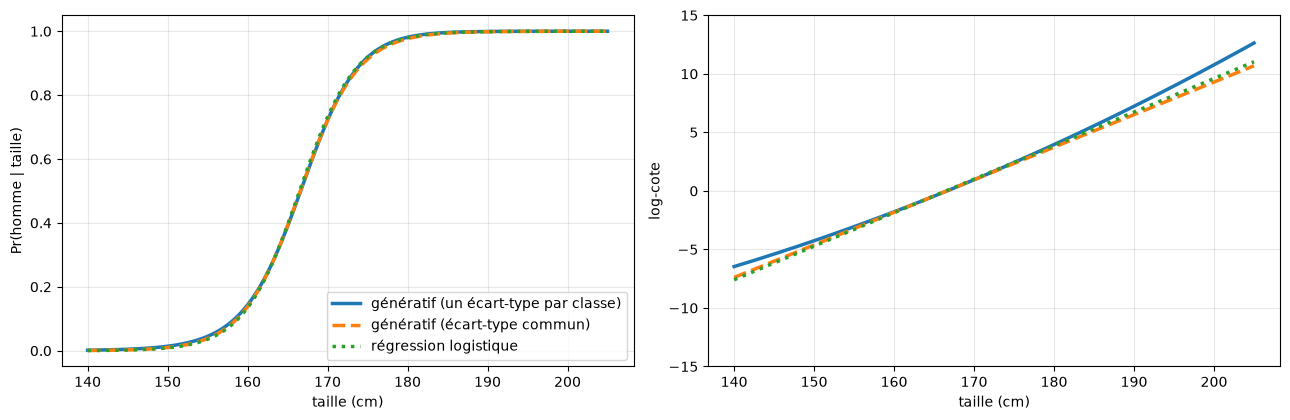 1.0
0.8
0.6
0.4
0.2
0.0
Pr(homme | taille)
140 150 160 170 180 190 200
taille (cm)
génératif (un écart-type par classe)
génératif (écart-type commun)
régression logistique
15
10
5
0
−5
−10
−15
log-cote
140 150 160 170 180 190 200
taille (cm)